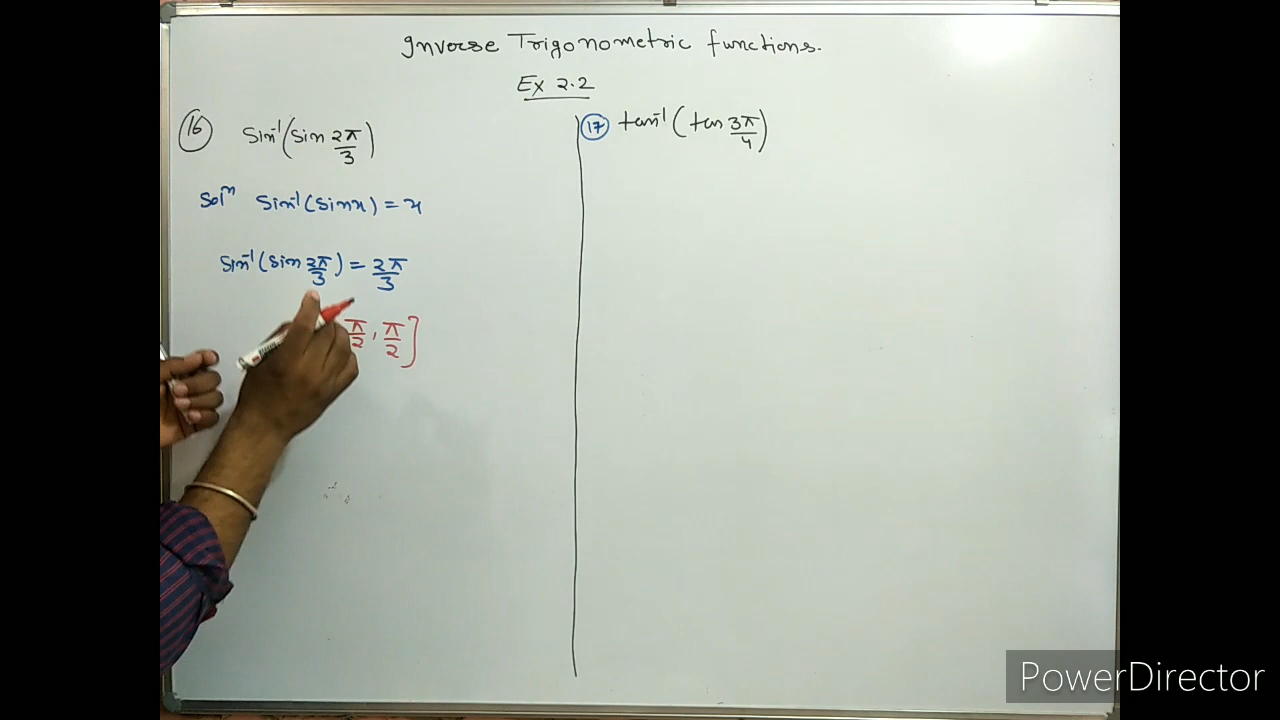 Inverse Trigonometric functions.
Ex 2.2
16 Sin⁻¹(Sin 2π/3)
Solⁿ Sin⁻¹(Sinx) = x
Sin⁻¹(Sin 2π/3) = 2π/3
π/2, π/2]
17 tan⁻¹(tan 3π/4)
PowerDirector